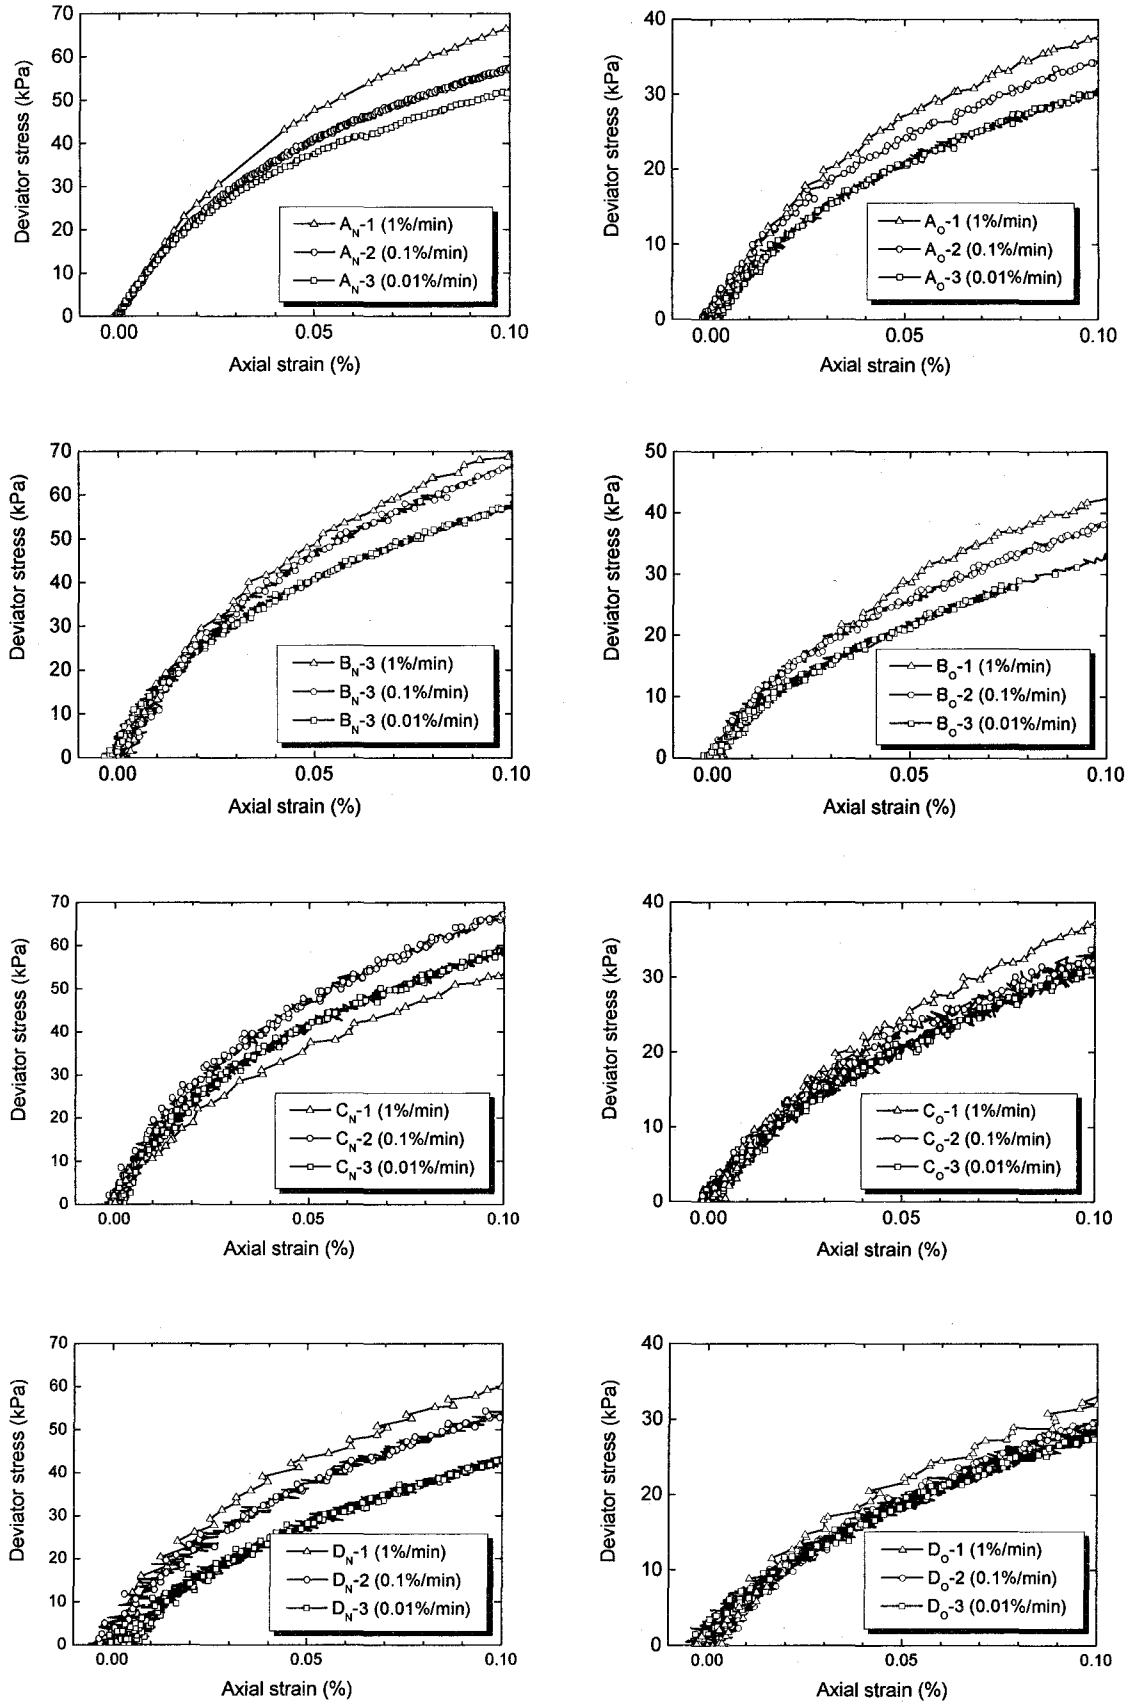 70
60
50
40
30
20
10
0
Deviator stress (kPa)
A_N-1 (1%/min)
A_N-2 (0.1%/min)
A_N-3 (0.01%/min)
0.00 0.05 0.10
Axial strain (%)
40
30
20
10
0
Deviator stress (kPa)
A_O-1 (1%/min)
A_O-2 (0.1%/min)
A_O-3 (0.01%/min)
0.00 0.05 0.10
Axial strain (%)
70
60
50
40
30
20
10
0
Deviator stress (kPa)
B_N-3 (1%/min)
B_N-3 (0.1%/min)
B_N-3 (0.01%/min)
0.00 0.05 0.10
Axial strain (%)
50
40
30
20
10
0
Deviator stress (kPa)
B_O-1 (1%/min)
B_O-2 (0.1%/min)
B_O-3 (0.01%/min)
0.00 0.05 0.10
Axial strain (%)
70
60
50
40
30
20
10
0
Deviator stress (kPa)
C_N-1 (1%/min)
C_N-2 (0.1%/min)
C_N-3 (0.01%/min)
0.00 0.05 0.10
Axial strain (%)
40
30
20
10
0
Deviator stress (kPa)
C_O-1 (1%/min)
C_O-2 (0.1%/min)
C_O-3 (0.01%/min)
0.00 0.05 0.10
Axial strain (%)
70
60
50
40
30
20
10
0
Deviator stress (kPa)
D_N-1 (1%/min)
D_N-2 (0.1%/min)
D_N-3 (0.01%/min)
0.00 0.05 0.10
Axial strain (%)
40
30
20
10
0
Deviator stress (kPa)
D_O-1 (1%/min)
D_O-2 (0.1%/min)
D_O-3 (0.01%/min)
0.00 0.05 0.10
Axial strain (%)